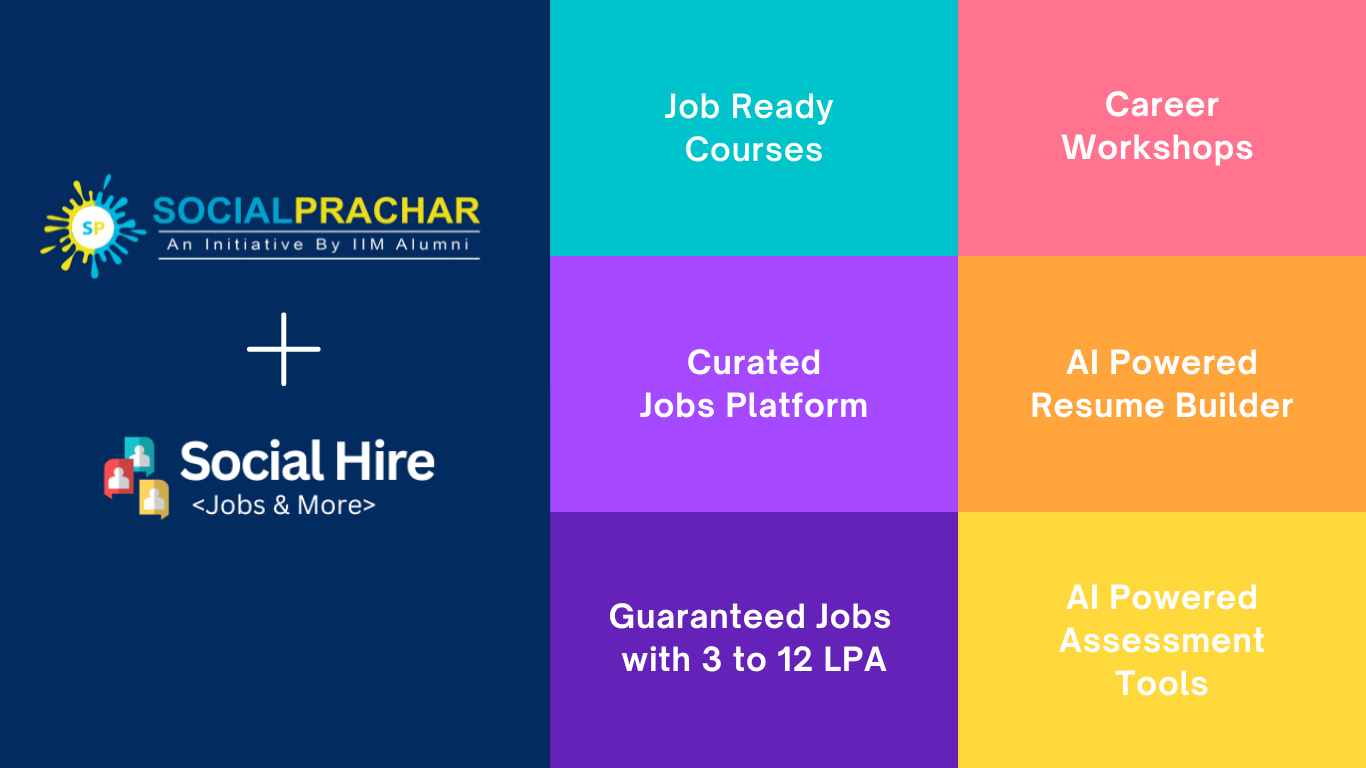 SP
SOCIALPRACHAR
An Initiative By IIM Alumni
Social Hire
<Jobs & More>
Job Ready
Courses
Career
Workshops
Curated
Jobs Platform
AI Powered
Resume Builder
Guaranteed Jobs
with 3 to 12 LPA
AI Powered
Assessment
Tools